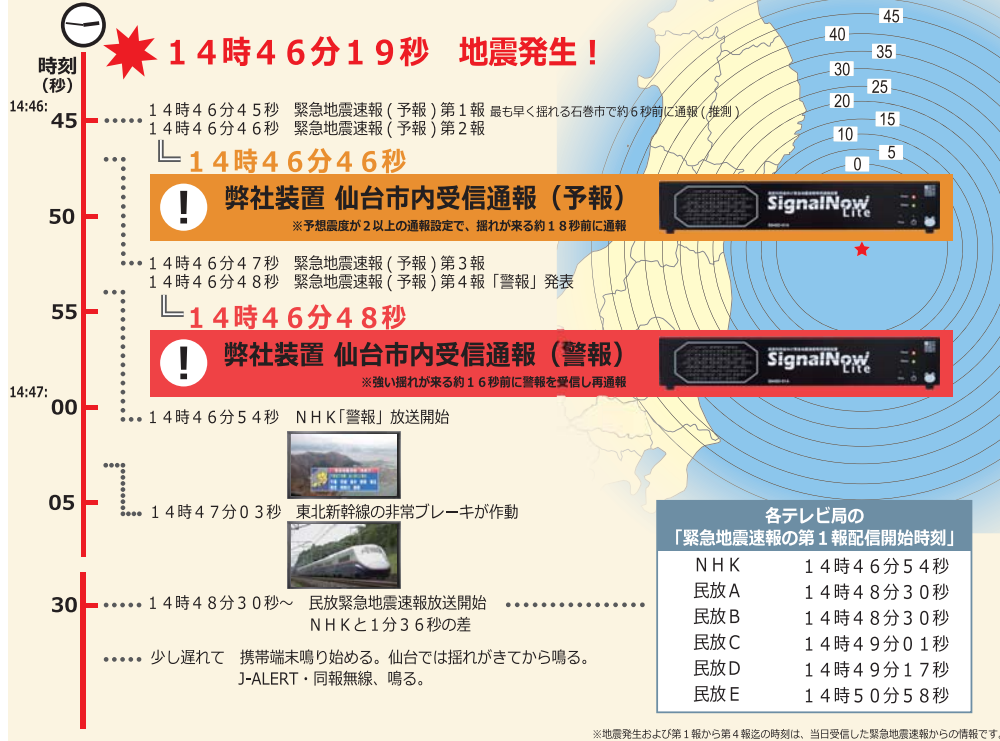 14時46分19秒　地震発生！
時刻
（秒）
14:46:
45
14時46分45秒　緊急地震速報(予報)第1報 最も早く揺れる石巻市で約6秒前に通報(推測)
14時46分46秒　緊急地震速報(予報)第2報
14時46分46秒
! 弊社装置 仙台市内受信通報（予報）
※予想震度が2以上の通報設定で、揺れが来る約18秒前に通報
SignalNow
Lite
50
14時46分47秒　緊急地震速報(予報)第3報
14時46分48秒　緊急地震速報(予報)第4報「警報」発表
55
14時46分48秒
! 弊社装置 仙台市内受信通報（警報）
※強い揺れが来る約16秒前に警報を受信し再通報
SignalNow
Lite
14:47:
00
14時46分54秒　NHK「警報」放送開始
05
14時47分03秒　東北新幹線の非常ブレーキが作動
30
14時48分30秒～　民放緊急地震速報放送開始
NHKと1分36秒の差
少し遅れて　携帯端末鳴り始める。仙台では揺れがきてから鳴る。
J-ALERT・同報無線、鳴る。
45
40
35
30
25
20
15
10
5
0
各テレビ局の
「緊急地震速報の第1報配信開始時刻」
NHK　14時46分54秒
民放A　14時48分30秒
民放B　14時48分30秒
民放C　14時49分01秒
民放D　14時49分17秒
民放E　14時50分58秒
※地震発生および第1報から第4報迄の時刻は、当日受信した緊急地震速報からの情報です。